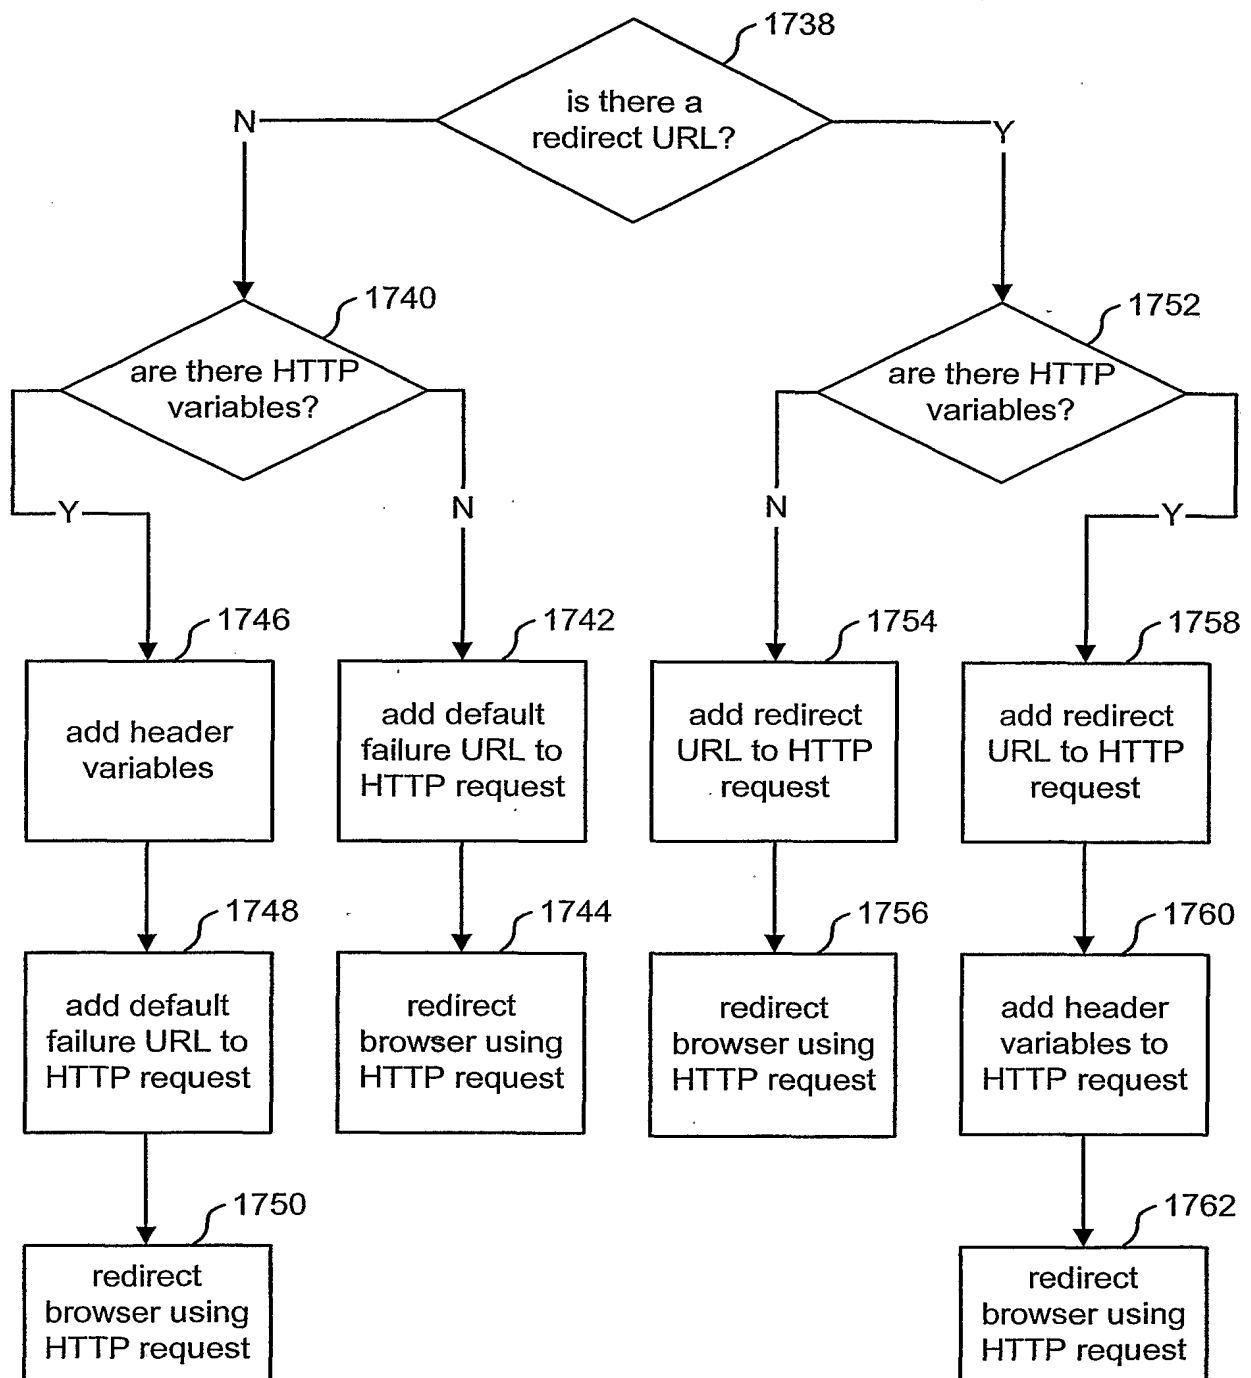 1738
is there a
redirect URL?
N
Y
1740
are there HTTP
variables?
1752
are there HTTP
variables?
Y
N
N
Y
1746
add header
variables
1742
add default
failure URL to
HTTP request
1754
add redirect
URL to HTTP
request
1758
add redirect
URL to HTTP
request
1748
add default
failure URL to
HTTP request
1744
redirect
browser using
HTTP request
1756
redirect
browser using
HTTP request
1760
add header
variables to
HTTP request
1750
redirect
browser using
HTTP request
1762
redirect
browser using
HTTP request